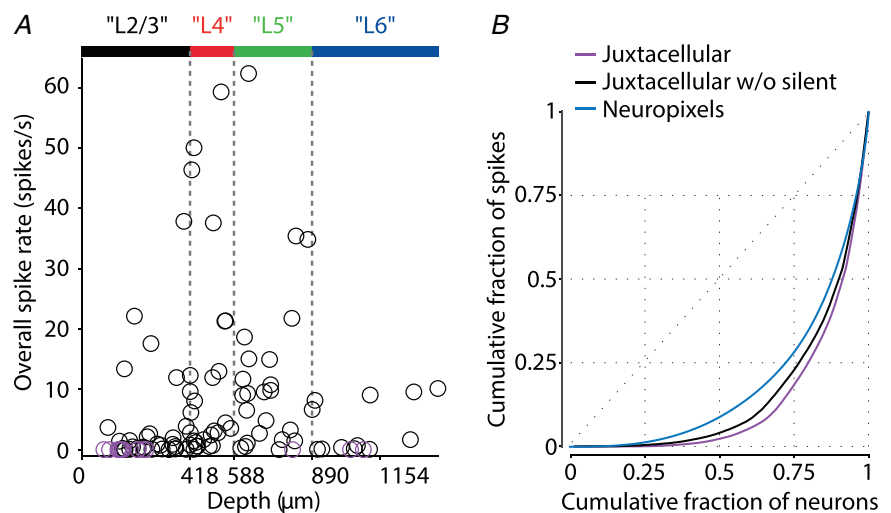 A
"L2/3" "L4" "L5" "L6"
Overall spike rate (spikes/s)
60
50
40
30
20
10
0
0 418 588 890 1154
Depth (µm)
B
Juxtacellular
Juxtacellular w/o silent
Neuropixels
Cumulative fraction of spikes
1
0.75
0.5
0.25
0
0 0.25 0.5 0.75 1
Cumulative fraction of neurons